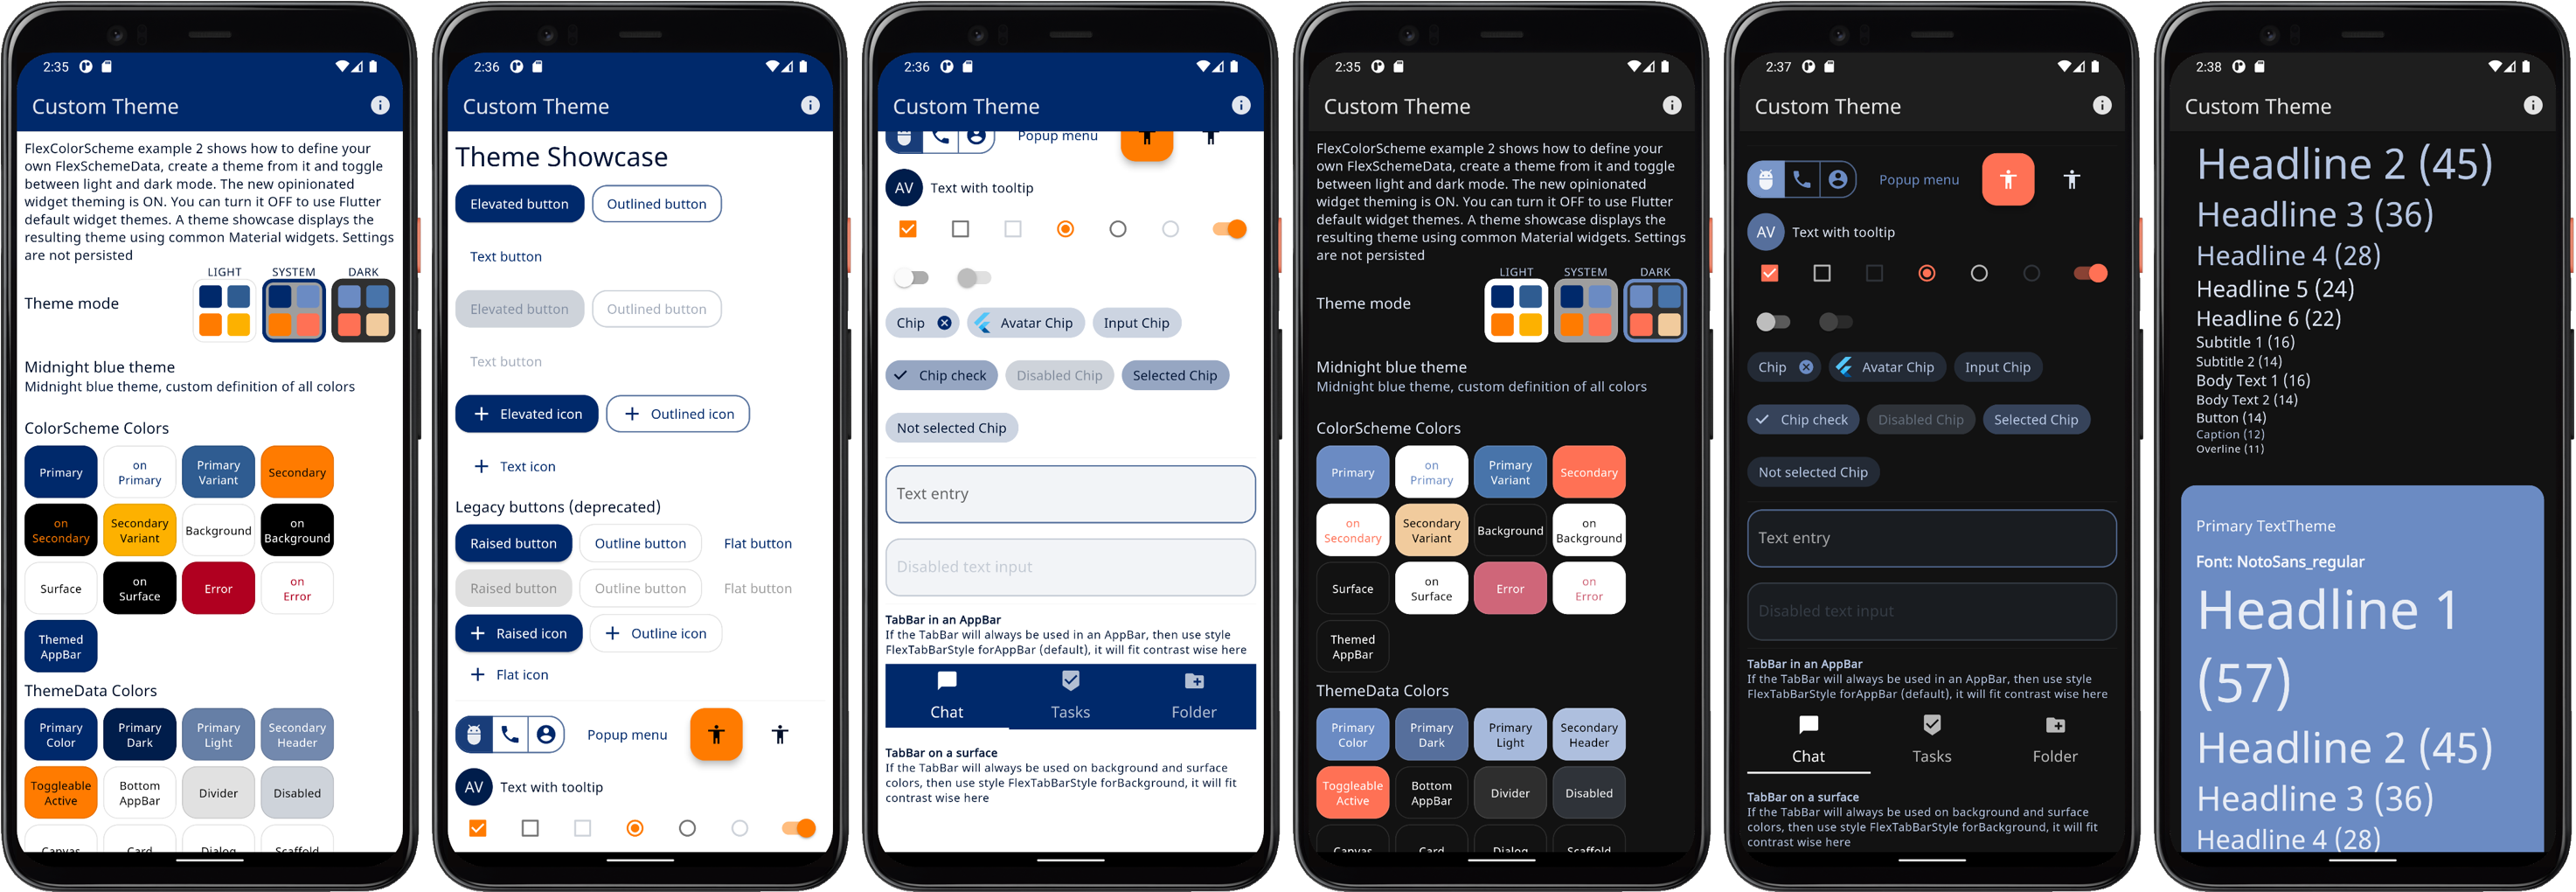 2:35
Custom Theme
FlexColorScheme example 2 shows how to define your
own FlexSchemeData, create a theme from it and toggle
between light and dark mode. The new opinionated
widget theming is ON. You can turn it OFF to use Flutter
default widget themes. A theme showcase displays the
resulting theme using common Material widgets. Settings
are not persisted
LIGHT SYSTEM DARK
Theme mode
Midnight blue theme
Midnight blue theme, custom definition of all colors
ColorScheme Colors
Primary
on
Primary
Primary
Variant
Secondary
on
Secondary
Secondary
Variant
Background
on
Background
Surface
on
Surface
Error
on
Error
Themed
AppBar
ThemeData Colors
Primary
Color
Primary
Dark
Primary
Light
Secondary
Header
Toggleable
Active
Bottom
AppBar
Divider
Disabled
Canvas
Card
Dialog
Scaffold
2:36
Custom Theme
Theme Showcase
Elevated button
Outlined button
Text button
Elevated button
Outlined button
Text button
Elevated icon
Outlined icon
Text icon
Legacy buttons (deprecated)
Raised button
Outline button
Flat button
Raised button
Outline button
Flat button
Raised icon
Outline icon
Flat icon
Popup menu
AV
Text with tooltip
2:36
Custom Theme
Popup menu
AV
Text with tooltip
Chip
Avatar Chip
Input Chip
Chip check
Disabled Chip
Selected Chip
Not selected Chip
Text entry
Disabled text input
TabBar in an AppBar
If the TabBar will always be used in an AppBar, then use style
FlexTabBarStyle forAppBar (default), it will fit contrast wise here
Chat
Tasks
Folder
TabBar on a surface
If the TabBar will always be used on background and surface
colors, then use style FlexTabBarStyle forBackground, it will fit
contrast wise here
2:35
Custom Theme
FlexColorScheme example 2 shows how to define your
own FlexSchemeData, create a theme from it and toggle
between light and dark mode. The new opinionated
widget theming is ON. You can turn it OFF to use Flutter
default widget themes. A theme showcase displays the
resulting theme using common Material widgets. Settings
are not persisted
LIGHT SYSTEM DARK
Theme mode
Midnight blue theme
Midnight blue theme, custom definition of all colors
ColorScheme Colors
Primary
on
Primary
Primary
Variant
Secondary
on
Secondary
Secondary
Variant
Background
on
Background
Surface
on
Surface
Error
on
Error
Themed
AppBar
ThemeData Colors
Primary
Color
Primary
Dark
Primary
Light
Secondary
Header
Toggleable
Active
Bottom
AppBar
Divider
Disabled
Canvas
Card
Dialog
Scaffold
2:37
Custom Theme
Popup menu
AV
Text with tooltip
Chip
Avatar Chip
Input Chip
Chip check
Disabled Chip
Selected Chip
Not selected Chip
Text entry
Disabled text input
TabBar in an AppBar
If the TabBar will always be used in an AppBar, then use style
FlexTabBarStyle forAppBar (default), it will fit contrast wise here
Chat
Tasks
Folder
TabBar on a surface
If the TabBar will always be used on background and surface
colors, then use style FlexTabBarStyle forBackground, it will fit
contrast wise here
2:38
Custom Theme
Headline 2 (45)
Headline 3 (36)
Headline 4 (28)
Headline 5 (24)
Headline 6 (22)
Subtitle 1 (16)
Subtitle 2 (14)
Body Text 1 (16)
Body Text 2 (14)
Button (14)
Caption (12)
Overline (11)
Primary TextTheme
Font: NotoSans_regular
Headline 1
(57)
Headline 2 (45)
Headline 3 (36)
Headline 4 (28)